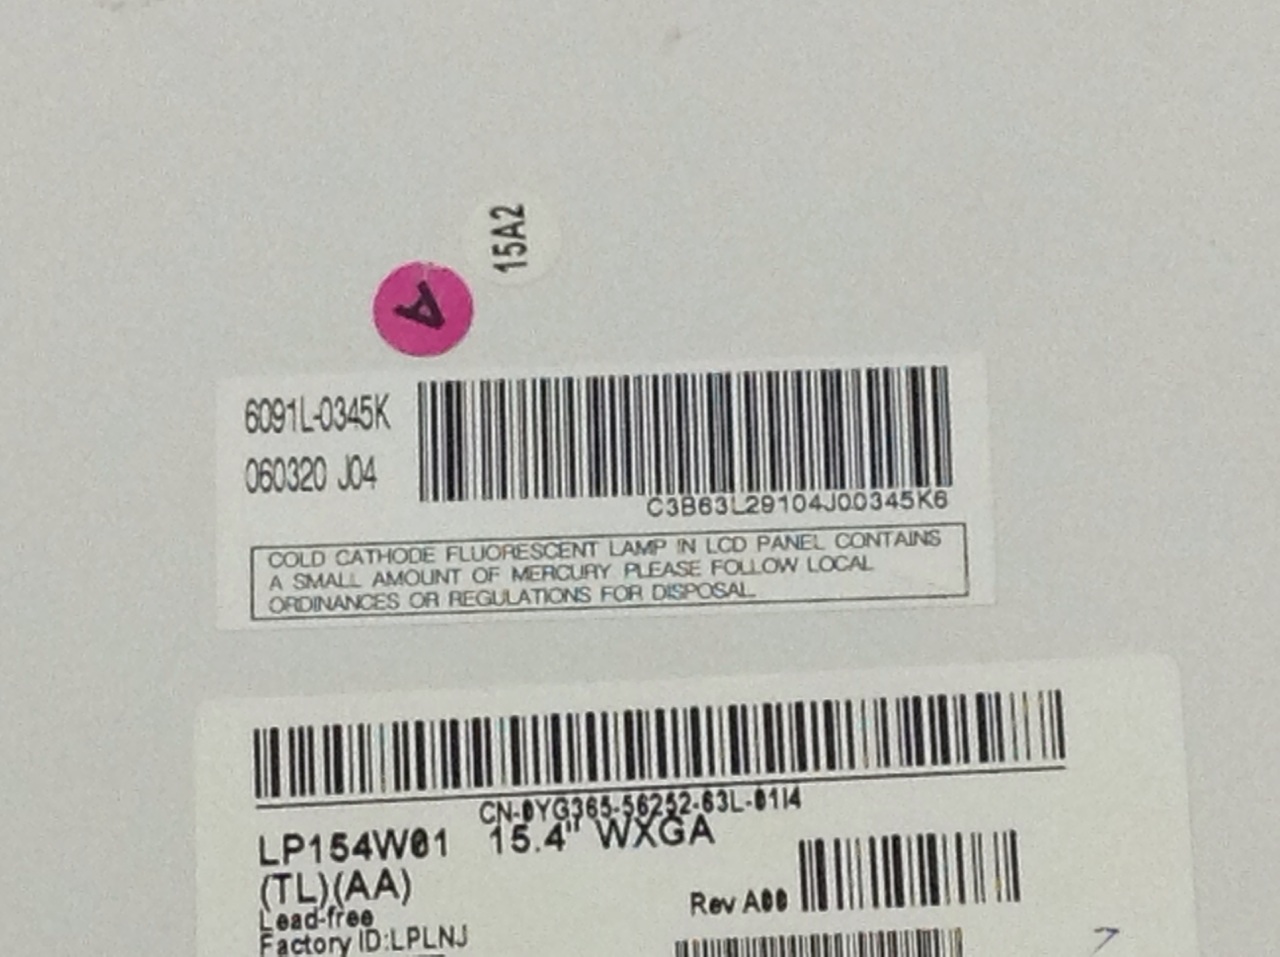 15A2
A
6091L-0345K
060320 J04
C3B63L29104J00345K6
COLD CATHODE FLUORESCENT LAMP IN LCD PANEL CONTAINS
A SMALL AMOUNT OF MERCURY PLEASE FOLLOW LOCAL
ORDINANCES OR REGULATIONS FOR DISPOSAL
CN-0YG365-56252-63L-01I4
LP154W01 15.4" WXGA
(TL)(AA)
Rev A00
Lead-free
Factory ID:LPLNJ